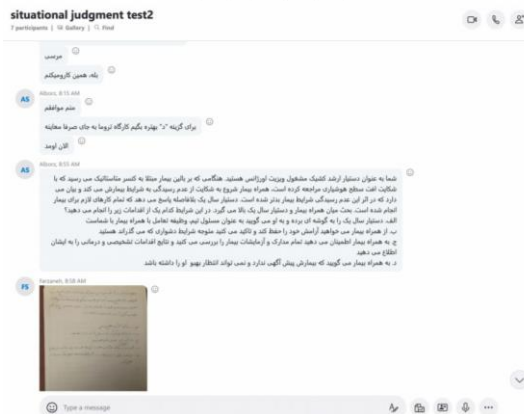 situational judgment test2
7 participants | Gallery | Find
مرسی
بله، همین کارومیکنم
AS
Abbass, 8:15 AM
منم موافقم
برای گزینه "د" بهتره بگیم کارگاه تروما به جای صرفا معاینه
الان اومد
AS
Abbass, 8:55 AM
شما به عنوان دستیار ارشد کشیک مشغول ویزیت اورژانس هستید. هنگامی که بر بالین بیمار مبتلا به کنسر متاستاتیک می رسید که با
شکایت افت سطح هوشیاری مراجعه کرده است، همراه بیمار شروع به شکایت از عدم رسیدگی به شرایط بیمارش می کند و بیان می
دارد که در اثر این عدم رسیدگی شرایط بیمار بدتر شده است. دستیار سال یک بلافاصله پاسخ می دهد که تمام کارهای لازم برای بیمار
انجام شده است. بحث میان همراه بیمار و دستیار سال یک بالا می گیرد. در این شرایط کدام یک از اقدامات زیر را انجام می دهید؟
الف. دستیار سال یک را به گوشه ای برده و به او می گویید به عنوان مسئول تیم وظیفه تعامل با همراه بیمار با شماست
ب. از همراه بیمار می خواهید آرامش خود را حفظ کند و تاکید می کنید متوجه شرایط دشواری که می گذراند هستید
ج. به همراه بیمار اطمینان می دهید تمام مدارک و آزمایشات بیمار را بررسی می کنید و نتایج اقدامات تشخیصی و درمانی را به ایشان
اطلاع می دهید
د. به همراه بیمار می گویید که بیمارش پیش آگهی ندارد و نمی تواند انتظار بهبو او را داشته باشد
FS
8:58 AM
Type a message